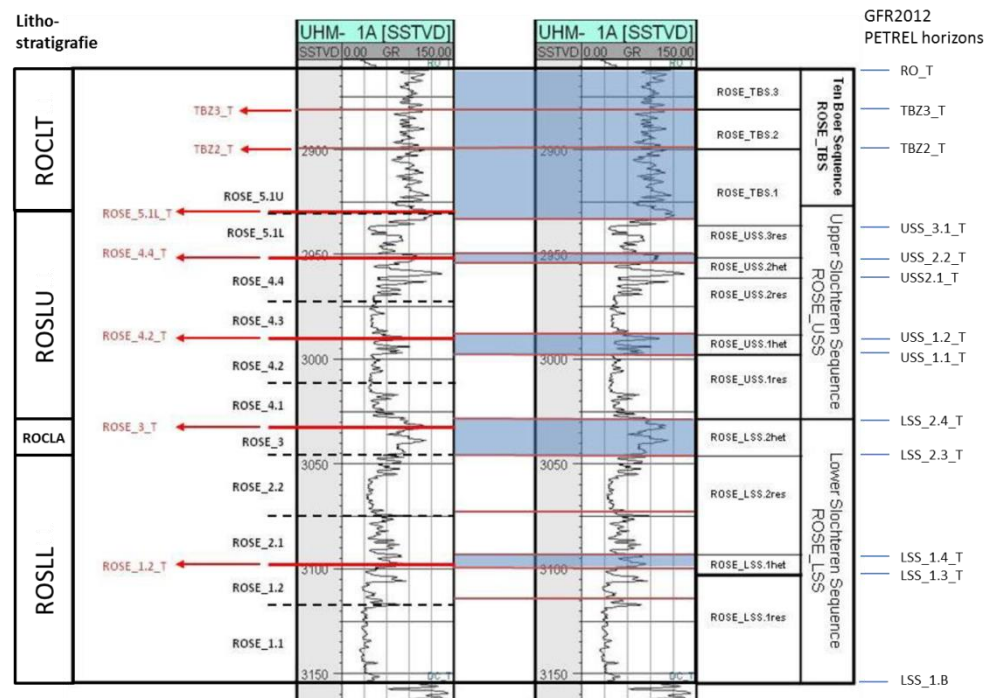 Litho-
stratigrafie
GFR2012
PETREL horizons
UHM- 1A [SSTVD]
SSTVD 0.00 GR 150.00
RO_T
UHM- 1A [SSTVD]
SSTVD 0.00 GR 150.00
RO_T
ROCLT
ROSLU
ROCLA
ROSLL
TBZ3_T
TBZ2_T
ROSE_5.1U
ROSE_5.1L_T
ROSE_5.1L
ROSE_4.4_T
ROSE_4.4
ROSE_4.3
ROSE_4.2_T
ROSE_4.2
ROSE_4.1
ROSE_3_T
ROSE_3
ROSE_2.2
ROSE_2.1
ROSE_1.2_T
ROSE_1.2
ROSE_1.1
2900
2950
3000
3050
3100
3150
DC_T
2900
2950
3000
3050
3100
3150
DC_T
ROSE_TBS.3
ROSE_TBS.2
ROSE_TBS.1
ROSE_USS.3res
ROSE_USS.2het
ROSE_USS.2res
ROSE_USS.1het
ROSE_USS.1res
ROSE_LSS.2het
ROSE_LSS.2res
ROSE_LSS.1het
ROSE_LSS.1res
Ten Boer Sequence
ROSE_TBS
Upper Slochteren Sequence
ROSE_USS
Lower Slochteren Sequence
ROSE_LSS
RO_T
TBZ3_T
TBZ2_T
USS_3.1_T
USS_2.2_T
USS2.1_T
USS_1.2_T
USS_1.1_T
LSS_2.4_T
LSS_2.3_T
LSS_1.4_T
LSS_1.3_T
LSS_1.B